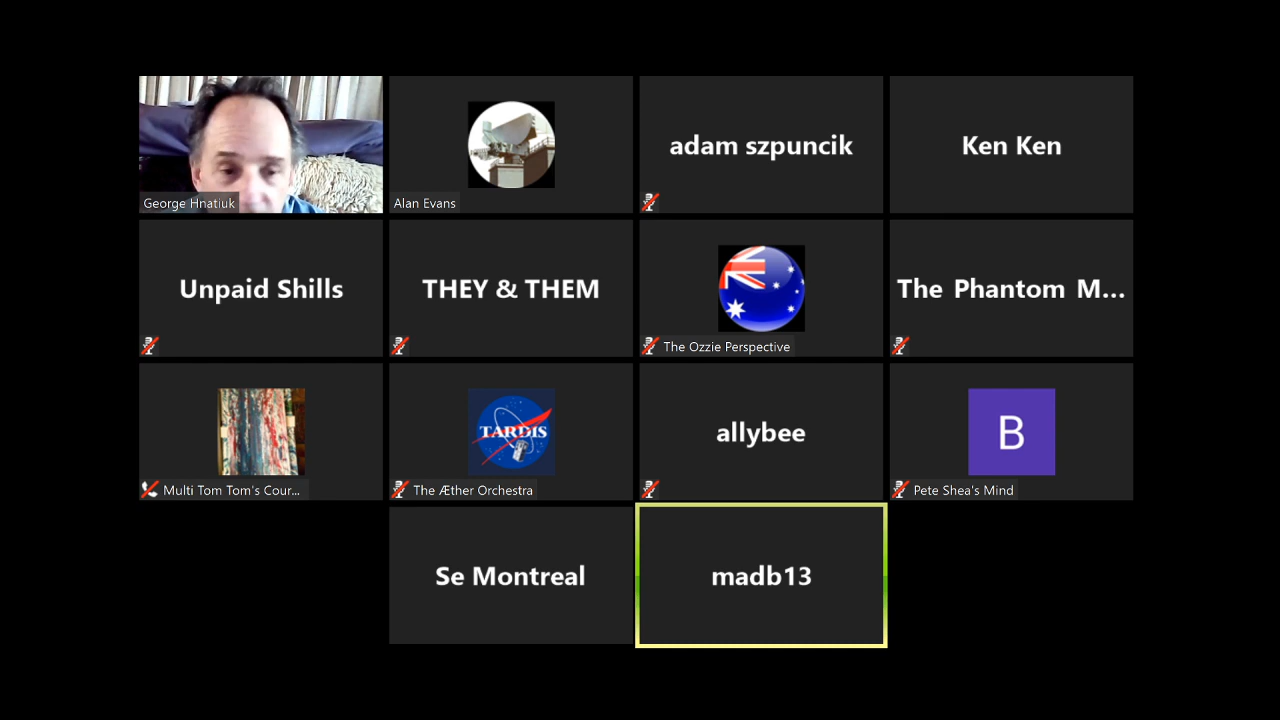 George Hnatiuk
Alan Evans
adam szpuncik
Ken Ken
Unpaid Shills
THEY & THEM
The Ozzie Perspective
The Phantom M...
Multi Tom Tom's Cour...
TARDIS
The Æther Orchestra
allybee
B
Pete Shea's Mind
Se Montreal
madb13